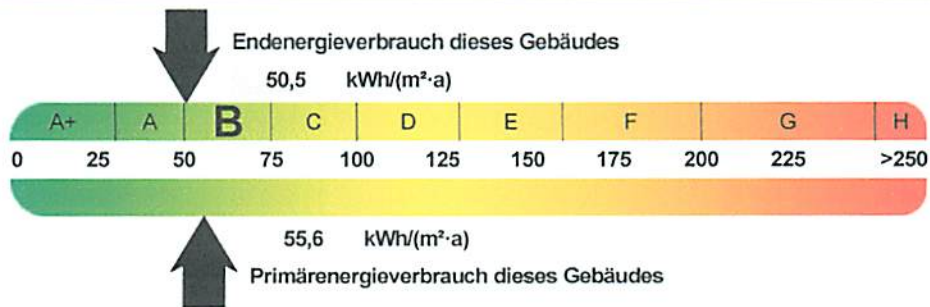 Endenergieverbrauch dieses Gebäudes
50,5 kWh/(m²·a)
A+ A B C D E F G H
0 25 50 75 100 125 150 175 200 225 >250
55,6 kWh/(m²·a)
Primärenergieverbrauch dieses Gebäudes